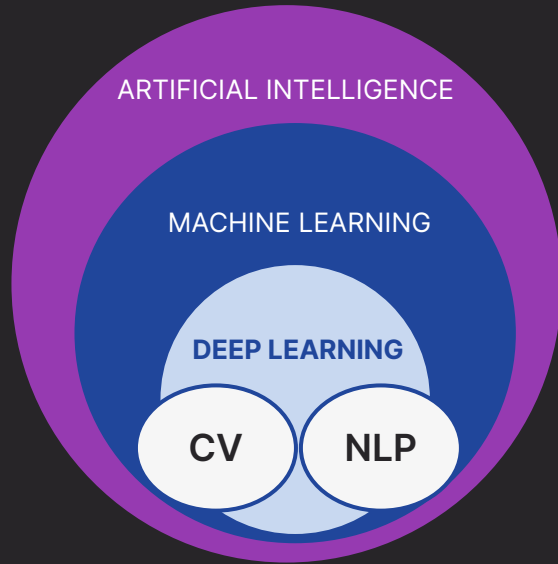 ARTIFICIAL INTELLIGENCE
MACHINE LEARNING
DEEP LEARNING
CV
NLP